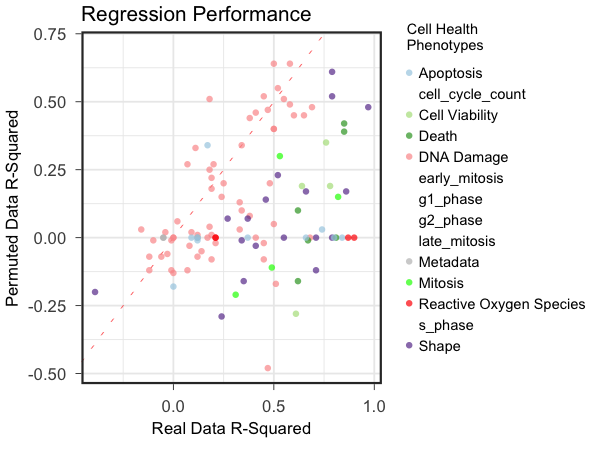 Regression Performance
Cell Health
Phenotypes
Apoptosis
cell_cycle_count
Cell Viability
Death
DNA Damage
early_mitosis
g1_phase
g2_phase
late_mitosis
Metadata
Mitosis
Reactive Oxygen Species
s_phase
Shape
Permuted Data R-Squared
0.75
0.50
0.25
0.00
-0.25
-0.50
0.0 0.5 1.0
Real Data R-Squared